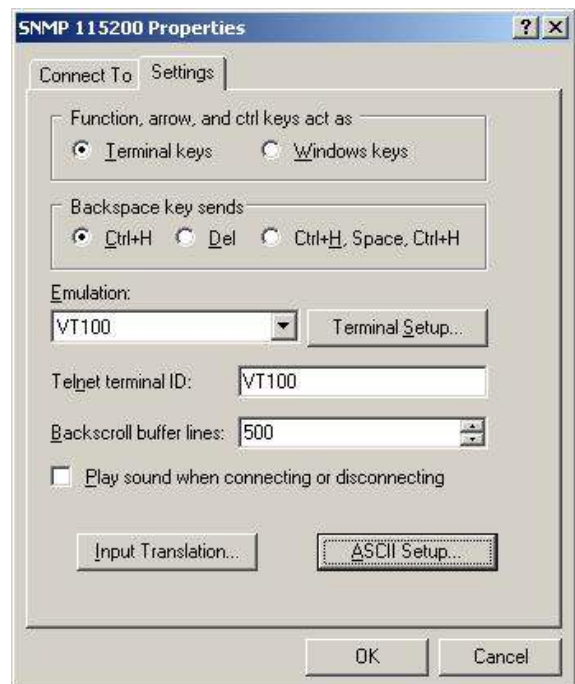 SNMP 115200 Properties
Connect To Settings
Function, arrow, and ctrl keys act as
Terminal keys Windows keys
Backspace key sends
Ctrl+H Del Ctrl+H, Space, Ctrl+H
Emulation:
VT100 Terminal Setup...
Telnet terminal ID: VT100
Backscroll buffer lines: 500
Play sound when connecting or disconnecting
Input Translation... ASCII Setup...
OK Cancel